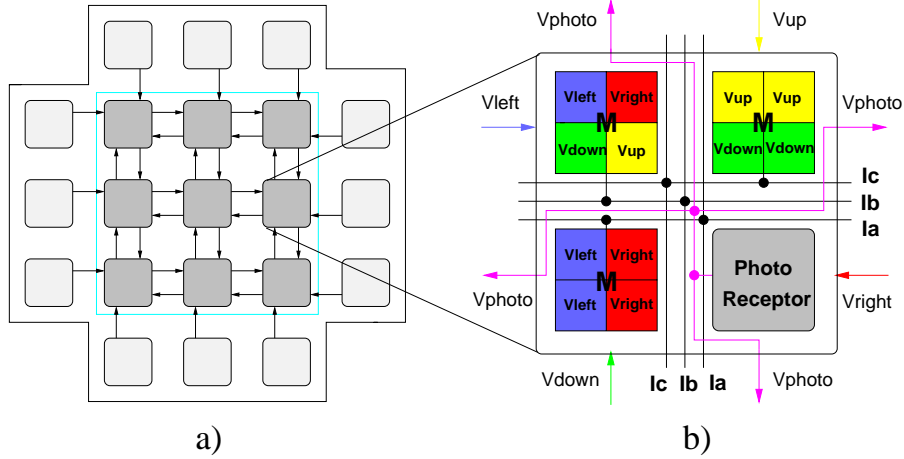 Vphoto
Vup
Vleft
Vphoto
Vleft Vright
M
Vdown Vup
Vup Vup
M
Vdown Vdown
Ic
Ib
Ia
Vleft Vright
M
Vleft Vright
Photo
Receptor
Vphoto
Vright
Vdown
Ic Ib Ia
Vphoto
a)
b)